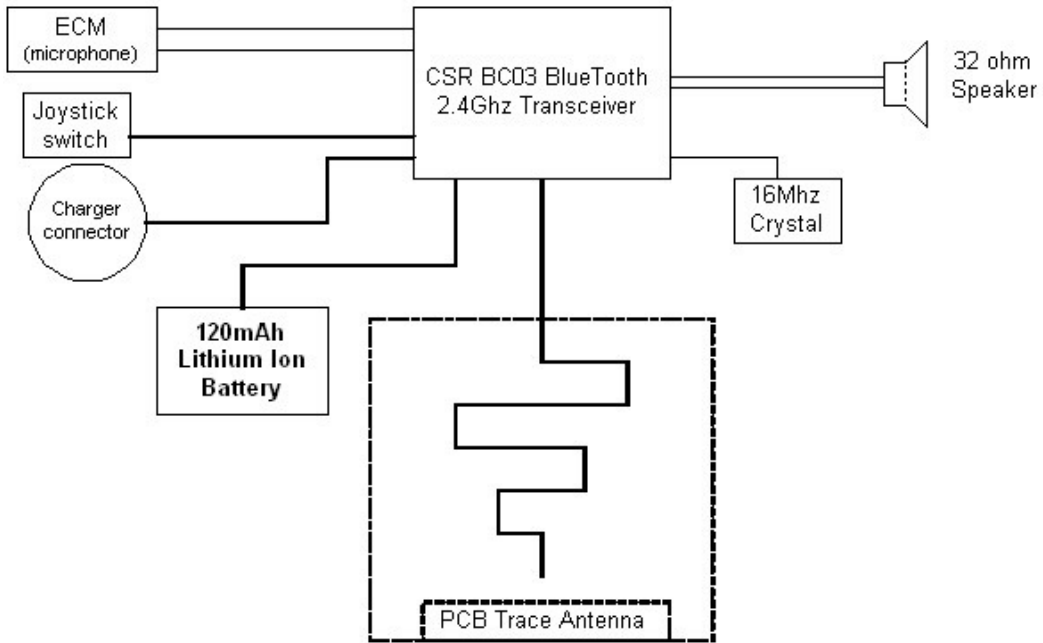 ECM
(microphone)
CSR BC03 BlueTooth
2.4Ghz Transceiver
32 ohm
Speaker
Joystick
switch
Charger
connector
16Mhz
Crystal
120mAh
Lithium Ion
Battery
PCB Trace Antenna